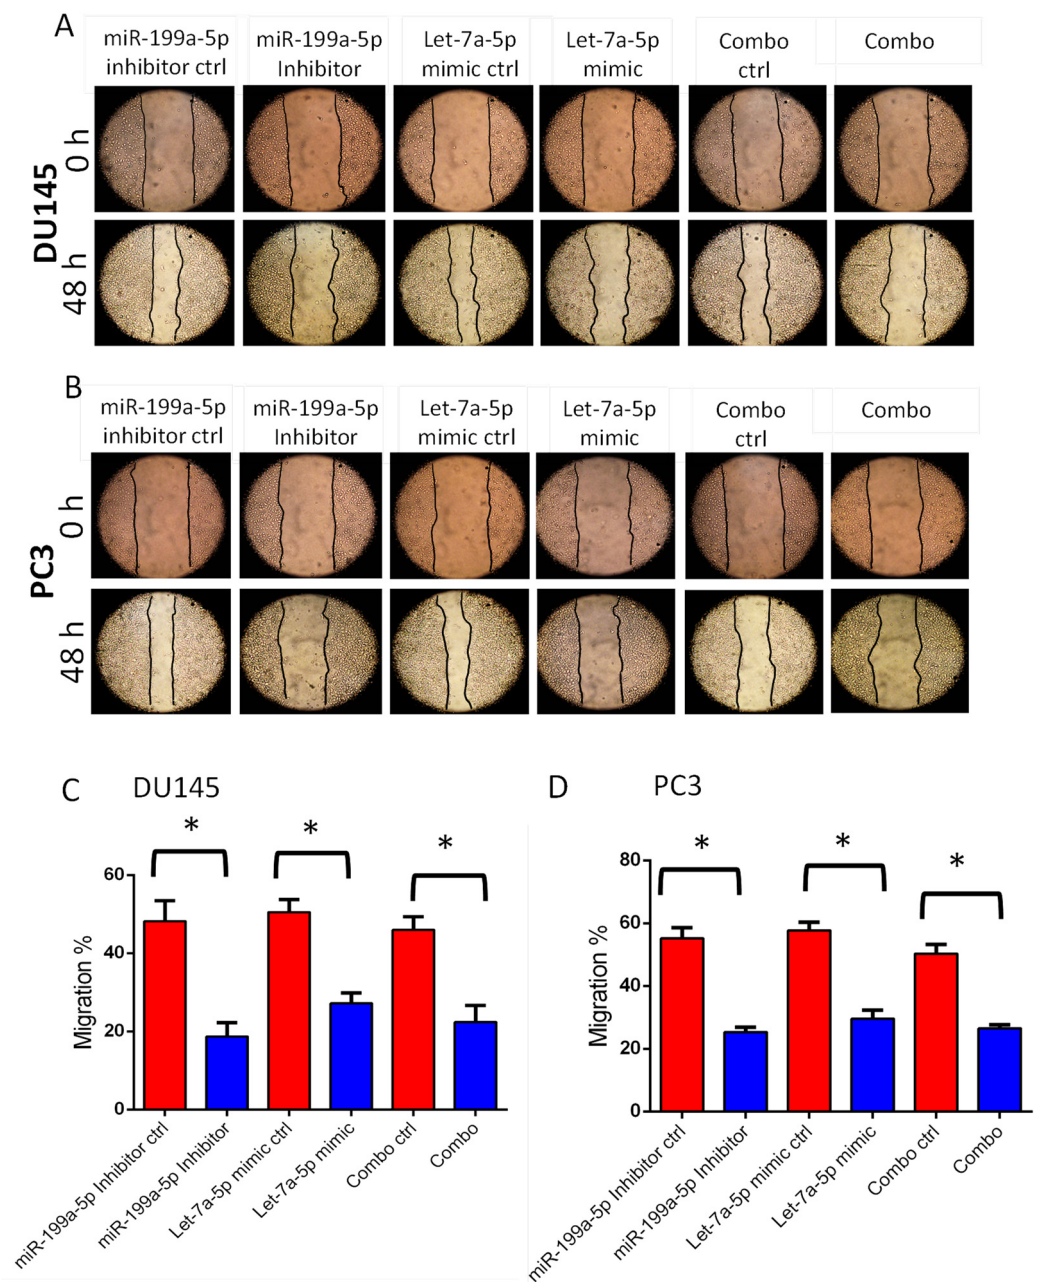 A
miR-199a-5p
inhibitor ctrl
miR-199a-5p
Inhibitor
Let-7a-5p
mimic ctrl
Let-7a-5p
mimic
Combo
ctrl
Combo
DU145
0 h
48 h
B
miR-199a-5p
inhibitor ctrl
miR-199a-5p
Inhibitor
Let-7a-5p
mimic ctrl
Let-7a-5p
mimic
Combo
ctrl
Combo
PC3
0 h
48 h
C
DU145
*
*
*
60
40
20
0
Migration %
miR-199a-5p Inhibitor ctrl
miR-199a-5p Inhibitor
Let-7a-5p mimic ctrl
Let-7a-5p mimic
Combo ctrl
Combo
D
PC3
*
*
*
80
60
40
20
0
Migration %
miR-199a-5p Inhibitor ctrl
miR-199a-5p Inhibitor
Let-7a-5p mimic ctrl
Let-7a-5p mimic
Combo ctrl
Combo